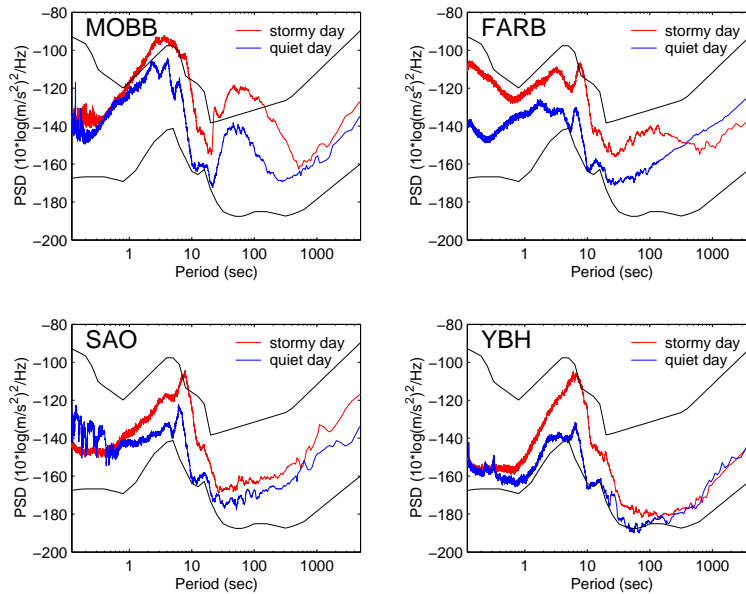 MOBB
stormy day
quiet day
−80
−100
−120
−140
−160
−180
−200
PSD (10*log(m/s²)²/Hz)
1
10
100
1000
Period (sec)
FARB
stormy day
quiet day
−80
−100
−120
−140
−160
−180
−200
PSD (10*log(m/s²)²/Hz)
1
10
100
1000
Period (sec)
SAO
stormy day
quiet day
−80
−100
−120
−140
−160
−180
−200
PSD (10*log(m/s²)²/Hz)
1
10
100
1000
Period (sec)
YBH
stormy day
quiet day
−80
−100
−120
−140
−160
−180
−200
PSD (10*log(m/s²)²/Hz)
1
10
100
1000
Period (sec)